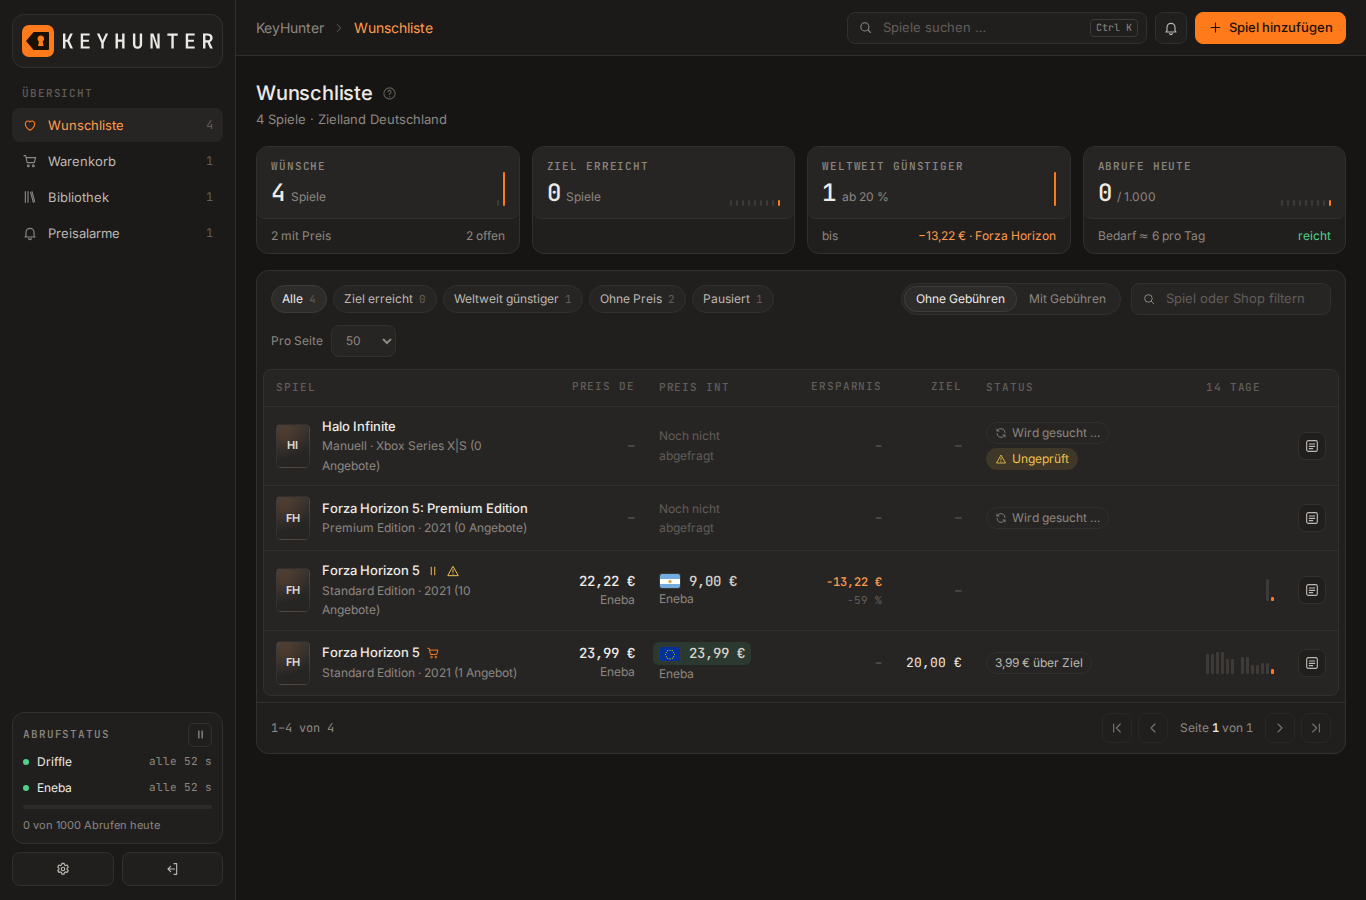 KEYHUNTER
KeyHunter > Wunschliste
Spiele suchen ...
Ctrl K
Spiel hinzufügen
ÜBERSICHT
Wunschliste 4
Warenkorb 1
Bibliothek 1
Preisalarme 1
Wunschliste
4 Spiele · Zielland Deutschland
WÜNSCHE
4 Spiele
2 mit Preis 2 offen
ZIEL ERREICHT
0 Spiele
WELTWEIT GÜNSTIGER
1 ab 20 %
bis −13,22 € · Forza Horizon
ABRUFE HEUTE
0 / 1.000
Bedarf ≈ 6 pro Tag reicht
Alle 4 Ziel erreicht 0 Weltweit günstiger 1 Ohne Preis 2 Pausiert 1
Ohne Gebühren Mit Gebühren
Spiel oder Shop filtern
Pro Seite 50
SPIEL PREIS DE PREIS INT ERSPARNIS ZIEL STATUS 14 TAGE
HI
Halo Infinite
Manuell · Xbox Series X|S (0
Angebote)
–
Noch nicht
abgefragt
–
–
Wird gesucht ...
Ungeprüft
FH
Forza Horizon 5: Premium Edition
Premium Edition · 2021 (0 Angebote)
–
Noch nicht
abgefragt
–
–
Wird gesucht ...
FH
Forza Horizon 5
Standard Edition · 2021 (10
Angebote)
22,22 €
Eneba
9,00 €
Eneba
-13,22 €
-59 %
–
FH
Forza Horizon 5
Standard Edition · 2021 (1 Angebot)
23,99 €
Eneba
23,99 €
Eneba
–
20,00 €
3,99 € über Ziel
1–4 von 4
Seite 1 von 1
ABRUFSTATUS
Driffle alle 52 s
Eneba alle 52 s
0 von 1000 Abrufen heute